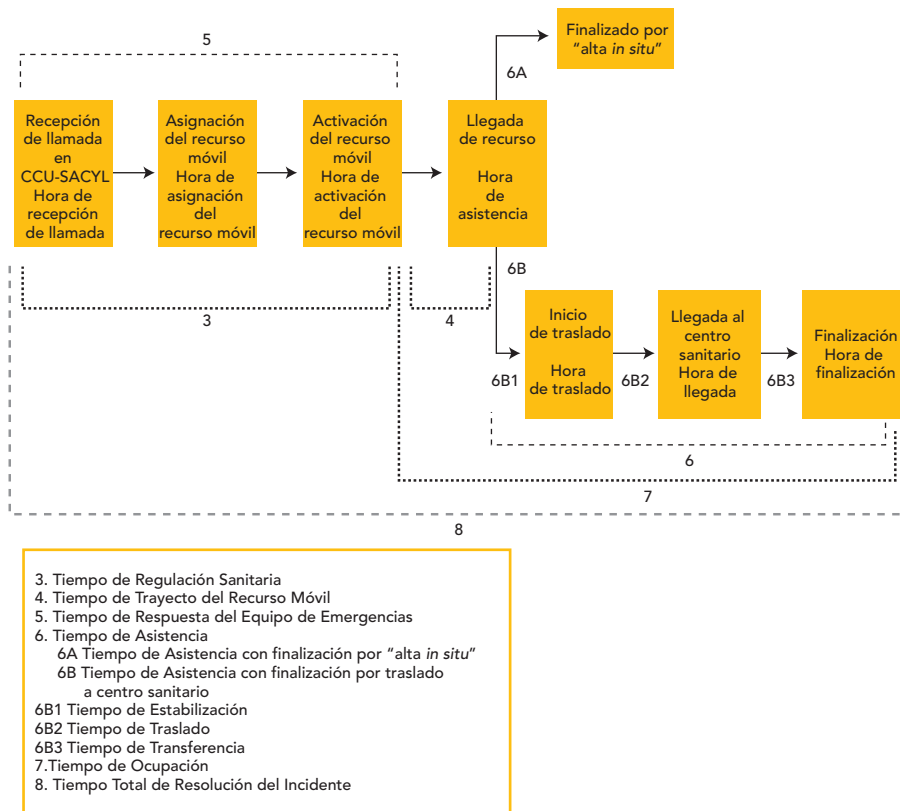 5
Finalizado por
“alta in situ”
6A
Recepción
de llamada
en
CCU-SACYL
Hora de
recepción
de llamada
Asignación
del recurso
móvil
Hora de
asignación
del
recurso móvil
Activación
del recurso
móvil
Hora de
activación
del
recurso móvil
Llegada
de recurso
Hora
de
asistencia
6B
3
4
Inicio
de traslado
Hora
de traslado
Llegada al
centro
sanitario
Hora de
llegada
Finalización
Hora de
finalización
6B1
6B2
6B3
6
7
8
3. Tiempo de Regulación Sanitaria
4. Tiempo de Trayecto del Recurso Móvil
5. Tiempo de Respuesta del Equipo de Emergencias
6. Tiempo de Asistencia
6A Tiempo de Asistencia con finalización por “alta in situ”
6B Tiempo de Asistencia con finalización por traslado
a centro sanitario
6B1 Tiempo de Estabilización
6B2 Tiempo de Traslado
6B3 Tiempo de Transferencia
7.Tiempo de Ocupación
8. Tiempo Total de Resolución del Incidente